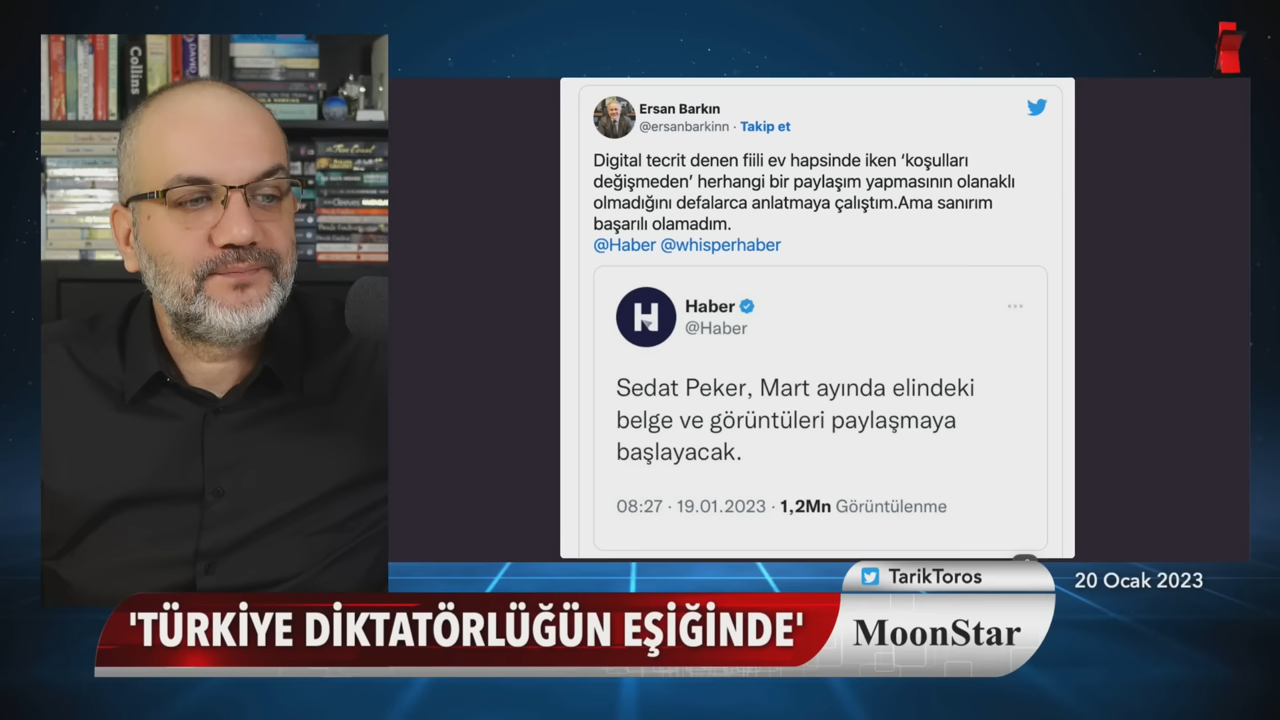 Collins
DAVID
Ersan Barkın
@ersanbarkinn · Takip et
Digital tecrit denen fiili ev hapsinde iken ‘koşulları
değişmeden’ herhangi bir paylaşım yapmasının olanaklı
olmadığını defalarca anlatmaya çalıştım.Ama sanırım
başarılı olamadım.
@Haber @whisperhaber
H
Haber
@Haber
Sedat Peker, Mart ayında elindeki
belge ve görüntüleri paylaşmaya
başlayacak.
08:27 · 19.01.2023 · 1,2Mn Görüntülenme
TarikToros
20 Ocak 2023
'TÜRKİYE DİKTATÖRLÜĞÜN EŞİĞİNDE'
MoonStar